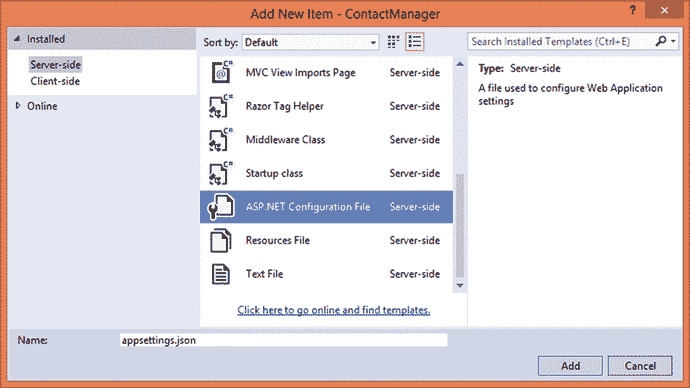 Add New Item - ContactManager
? ×
Installed
Server-side
Client-side
Online
Sort by: Default
Search Installed Templates (Ctrl+E)
MVC View Imports Page Server-side
Razor Tag Helper Server-side
Middleware Class Server-side
Startup class Server-side
ASP.NET Configuration File Server-side
Resources File Server-side
Text File Server-side
Click here to go online and find templates.
Type: Server-side
A file used to configure Web Application
settings
Name: appsettings.json
Add Cancel